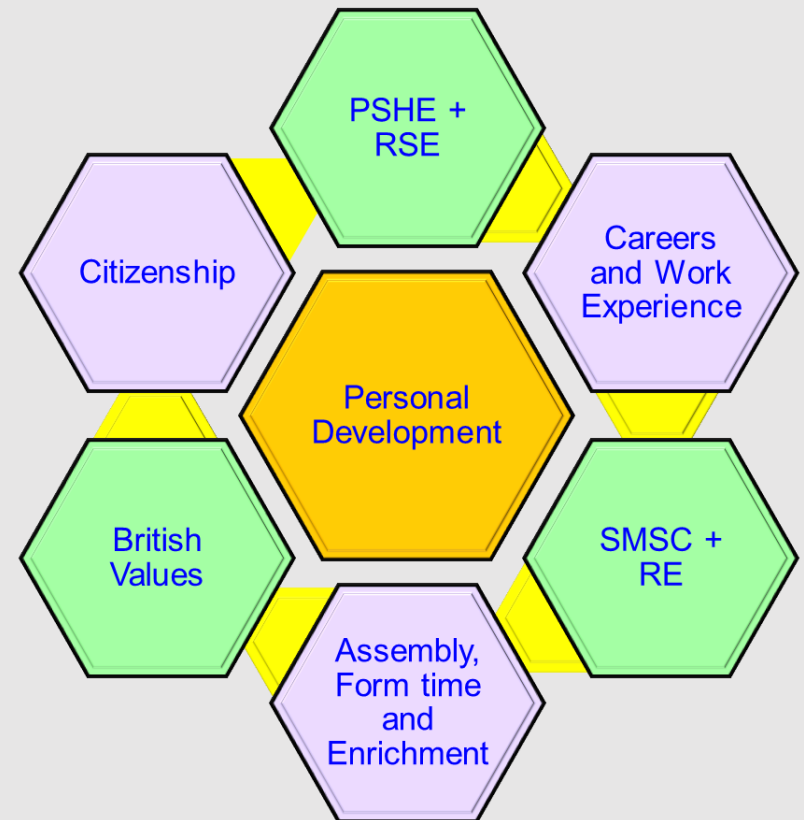 PSHE +
RSE
Careers
and Work
Experience
SMSC +
RE
Assembly,
Form time
and
Enrichment
British
Values
Citizenship
Personal
Development